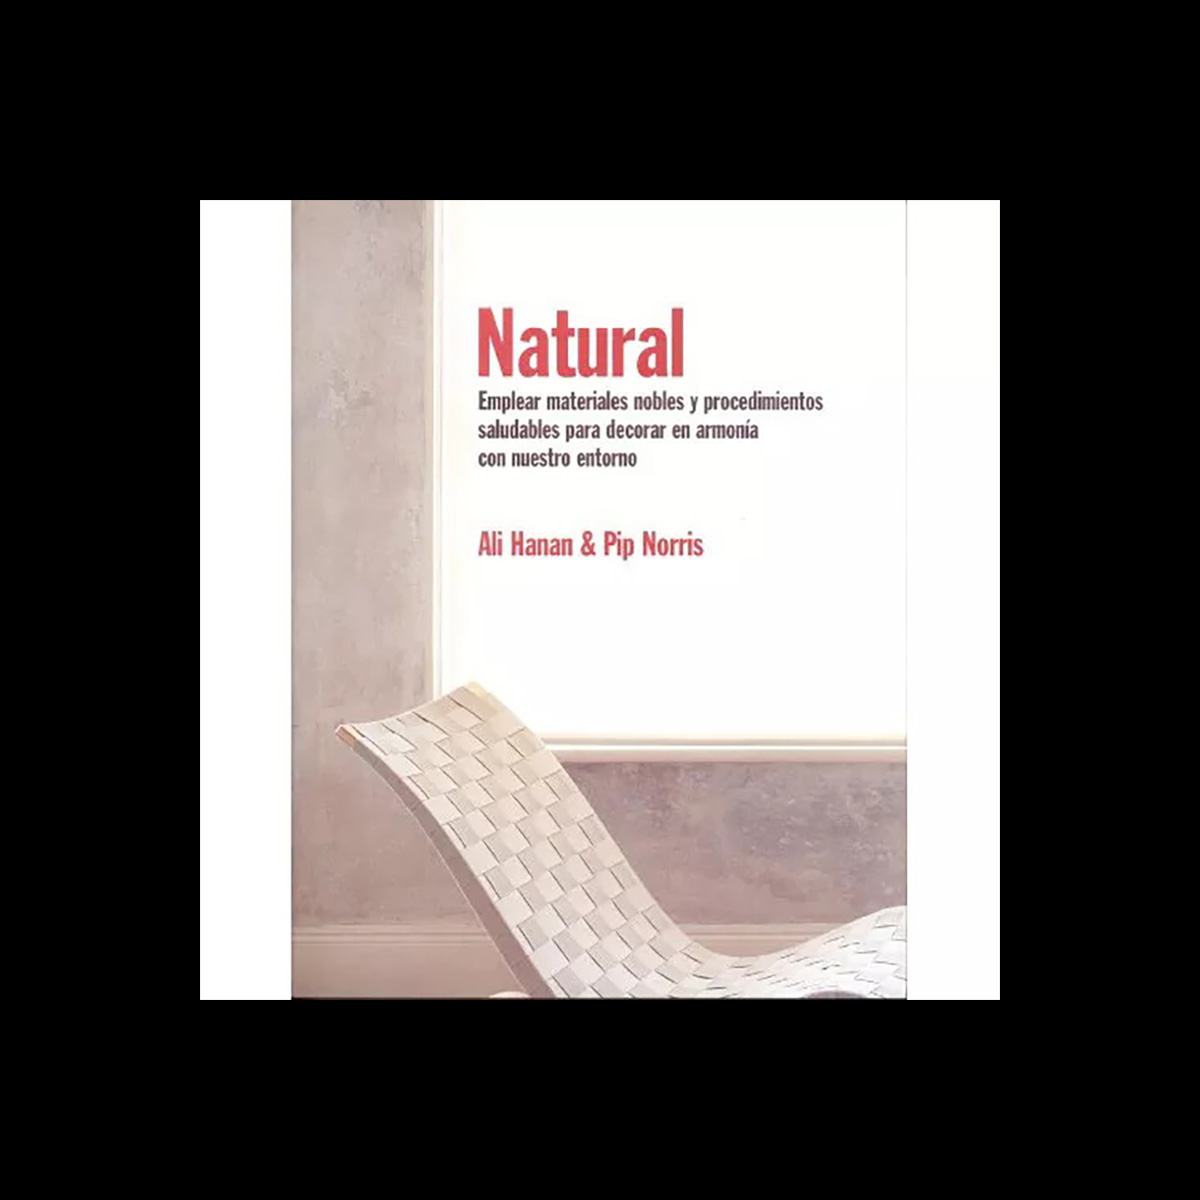 Natural
Emplear materiales nobles y procedimientos
saludables para decorar en armonía
con nuestro entorno
Ali Hanan & Pip Norris